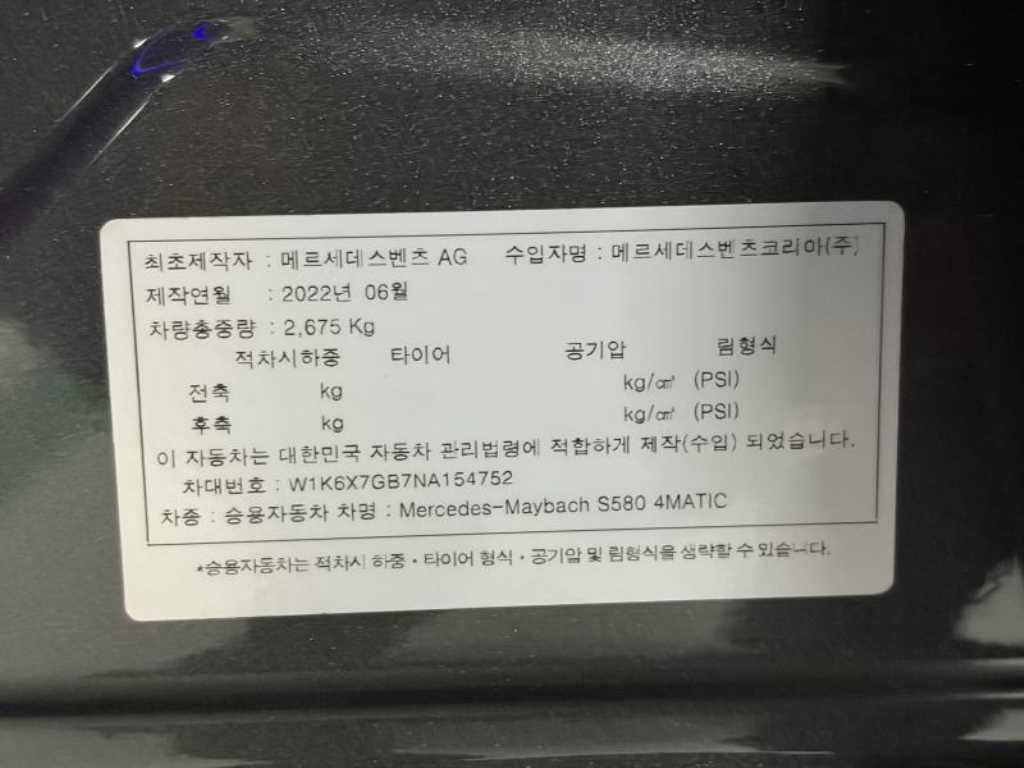 최초제작자 : 메르세데스벤츠 AG 수입자명 : 메르세데스벤츠코리아(주)
제작연월 : 2022년 06월
차량총중량 : 2,675 Kg
적차시하중 타이어 공기압 림형식
전축 kg kg/㎠ (PSI)
후축 kg kg/㎠ (PSI)
이 자동차는 대한민국 자동차 관리법령에 적합하게 제작(수입) 되었습니다.
차대번호 : W1K6X7GB7NA154752
차종 : 승용자동차 차명 : Mercedes-Maybach S580 4MATIC
*승용자동차는 적차시 하중・타이어 형식・공기압 및 림형식을 생략할 수 있습니다.